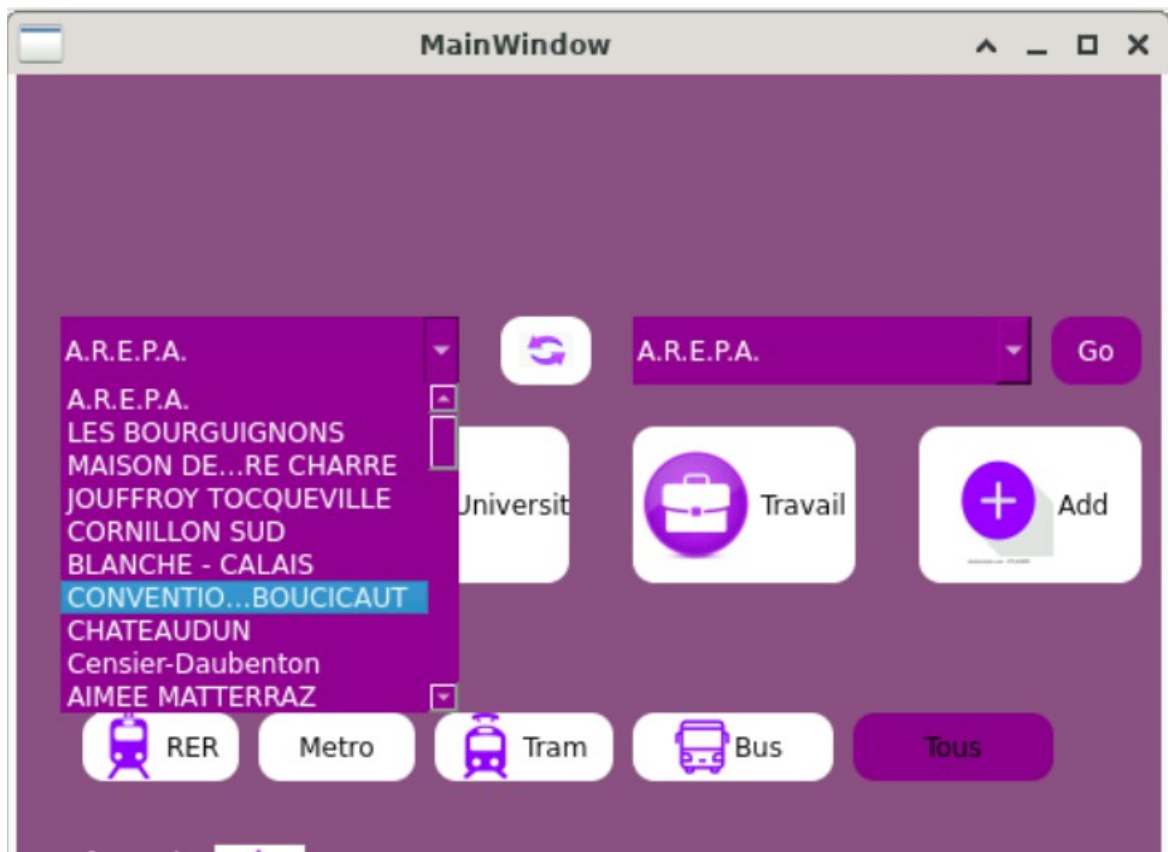 MainWindow
A.R.E.P.A.
A.R.E.P.A.
Go
A.R.E.P.A.
LES BOURGUIGNONS
MAISON DE...RE CHARRE
JOUFFROY TOCQUEVILLE
CORNILLON SUD
BLANCHE - CALAIS
CONVENTIO...BOUCICAUT
CHATEAUDUN
Censier-Daubenton
AIMEE MATTERRAZ
Universit
Travail
Add
RER
Metro
Tram
Bus
Tous